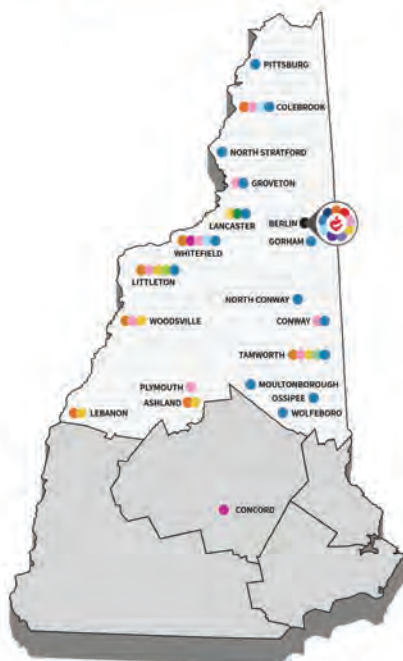 PITTSBURG
COLEBROOK
NORTH STRATFORD
GROVETON
LANCASTER
BERLIN
WHITEFIELD
GORHAM
LITTLETON
NORTH CONWAY
WOODSVILLE
CONWAY
TAMWORTH
PLYMOUTH
MOULTONBOROUGH
ASHLAND
OSSIPEE
LEBANON
WOLFEBORO
CONCORD